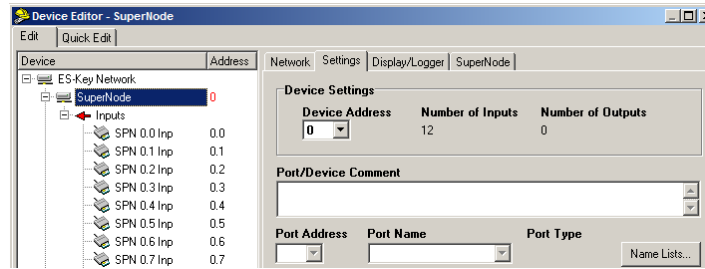 Device Editor - SuperNode
Edit Quick Edit
Device Address
ES-Key Network
SuperNode 0
Inputs
SPN 0.0 Inp 0.0
SPN 0.1 Inp 0.1
SPN 0.2 Inp 0.2
SPN 0.3 Inp 0.3
SPN 0.4 Inp 0.4
SPN 0.5 Inp 0.5
SPN 0.6 Inp 0.6
SPN 0.7 Inp 0.7
Network Settings Display/Logger SuperNode
Device Settings
Device Address Number of Inputs Number of Outputs
0 12 0
Port/Device Comment
Port Address Port Name Port Type
Name Lists...